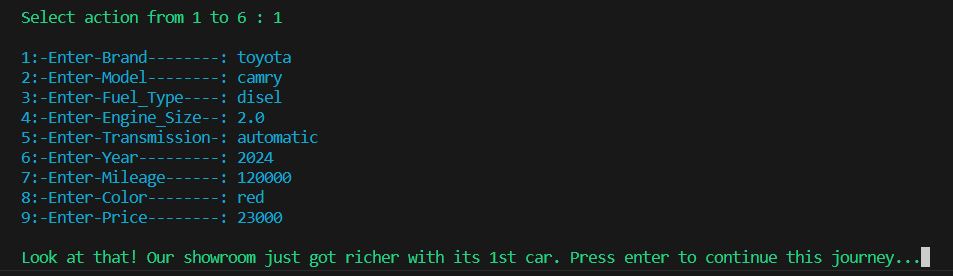 Select action from 1 to 6 : 1
1:-Enter-Brand--------: toyota
2:-Enter-Model--------: camry
3:-Enter-Fuel_Type----: disel
4:-Enter-Engine_Size--: 2.0
5:-Enter-Transmission-: automatic
6:-Enter-Year---------: 2024
7:-Enter-Mileage------: 120000
8:-Enter-Color--------: red
9:-Enter-Price--------: 23000
Look at that! Our showroom just got richer with its 1st car. Press enter to continue this journey...